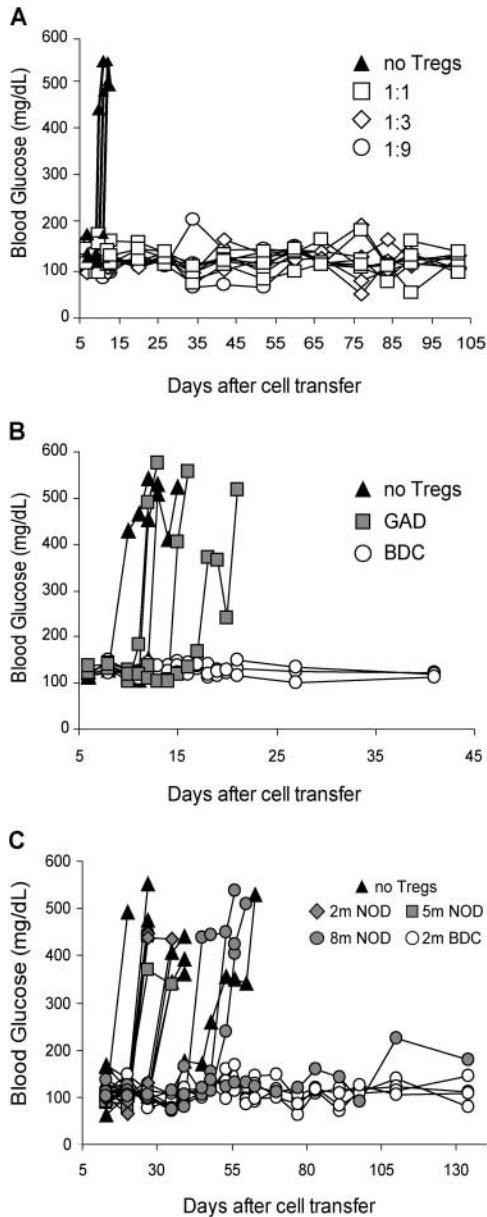 A
Blood Glucose (mg/dL)
600
500
400
300
200
100
0
no Tregs
1:1
1:3
1:9
5 15 25 35 45 55 65 75 85 95 105
Days after cell transfer
B
Blood Glucose (mg/dL)
600
500
400
300
200
100
0
no Tregs
GAD
BDC
5 15 25 35 45
Days after cell transfer
C
Blood Glucose (mg/dL)
600
500
400
300
200
100
0
no Tregs
2m NOD 5m NOD
8m NOD 2m BDC
5 30 55 80 105 130
Days after cell transfer